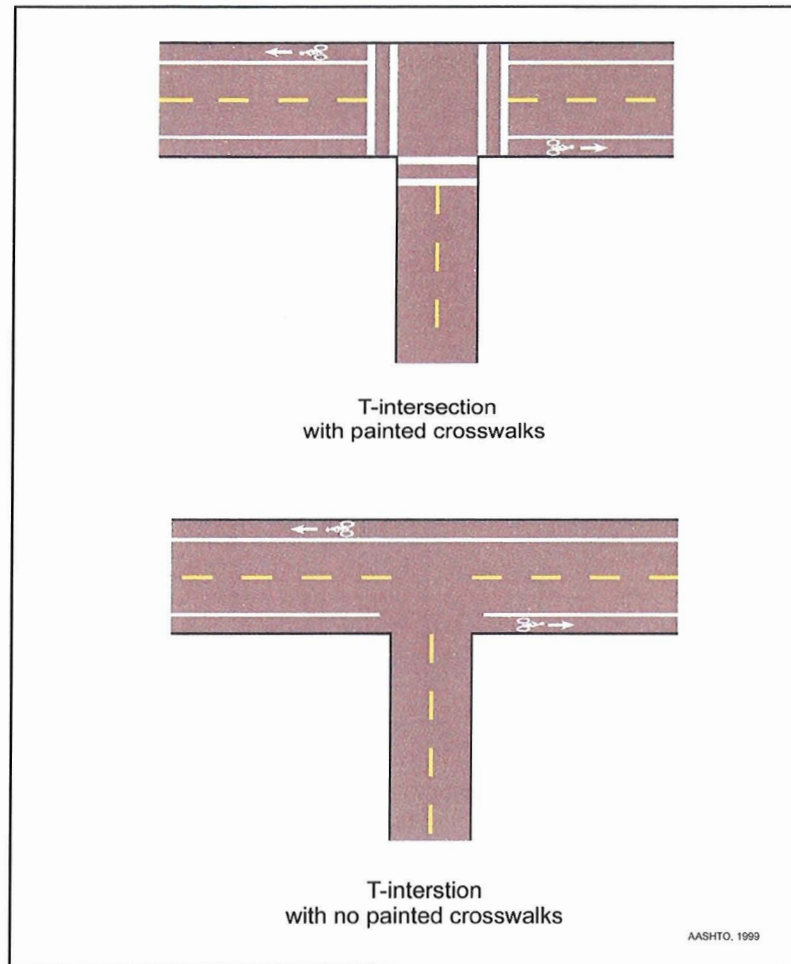 T-intersection
with painted crosswalks
T-interstion
with no painted crosswalks
AASHTO, 1999